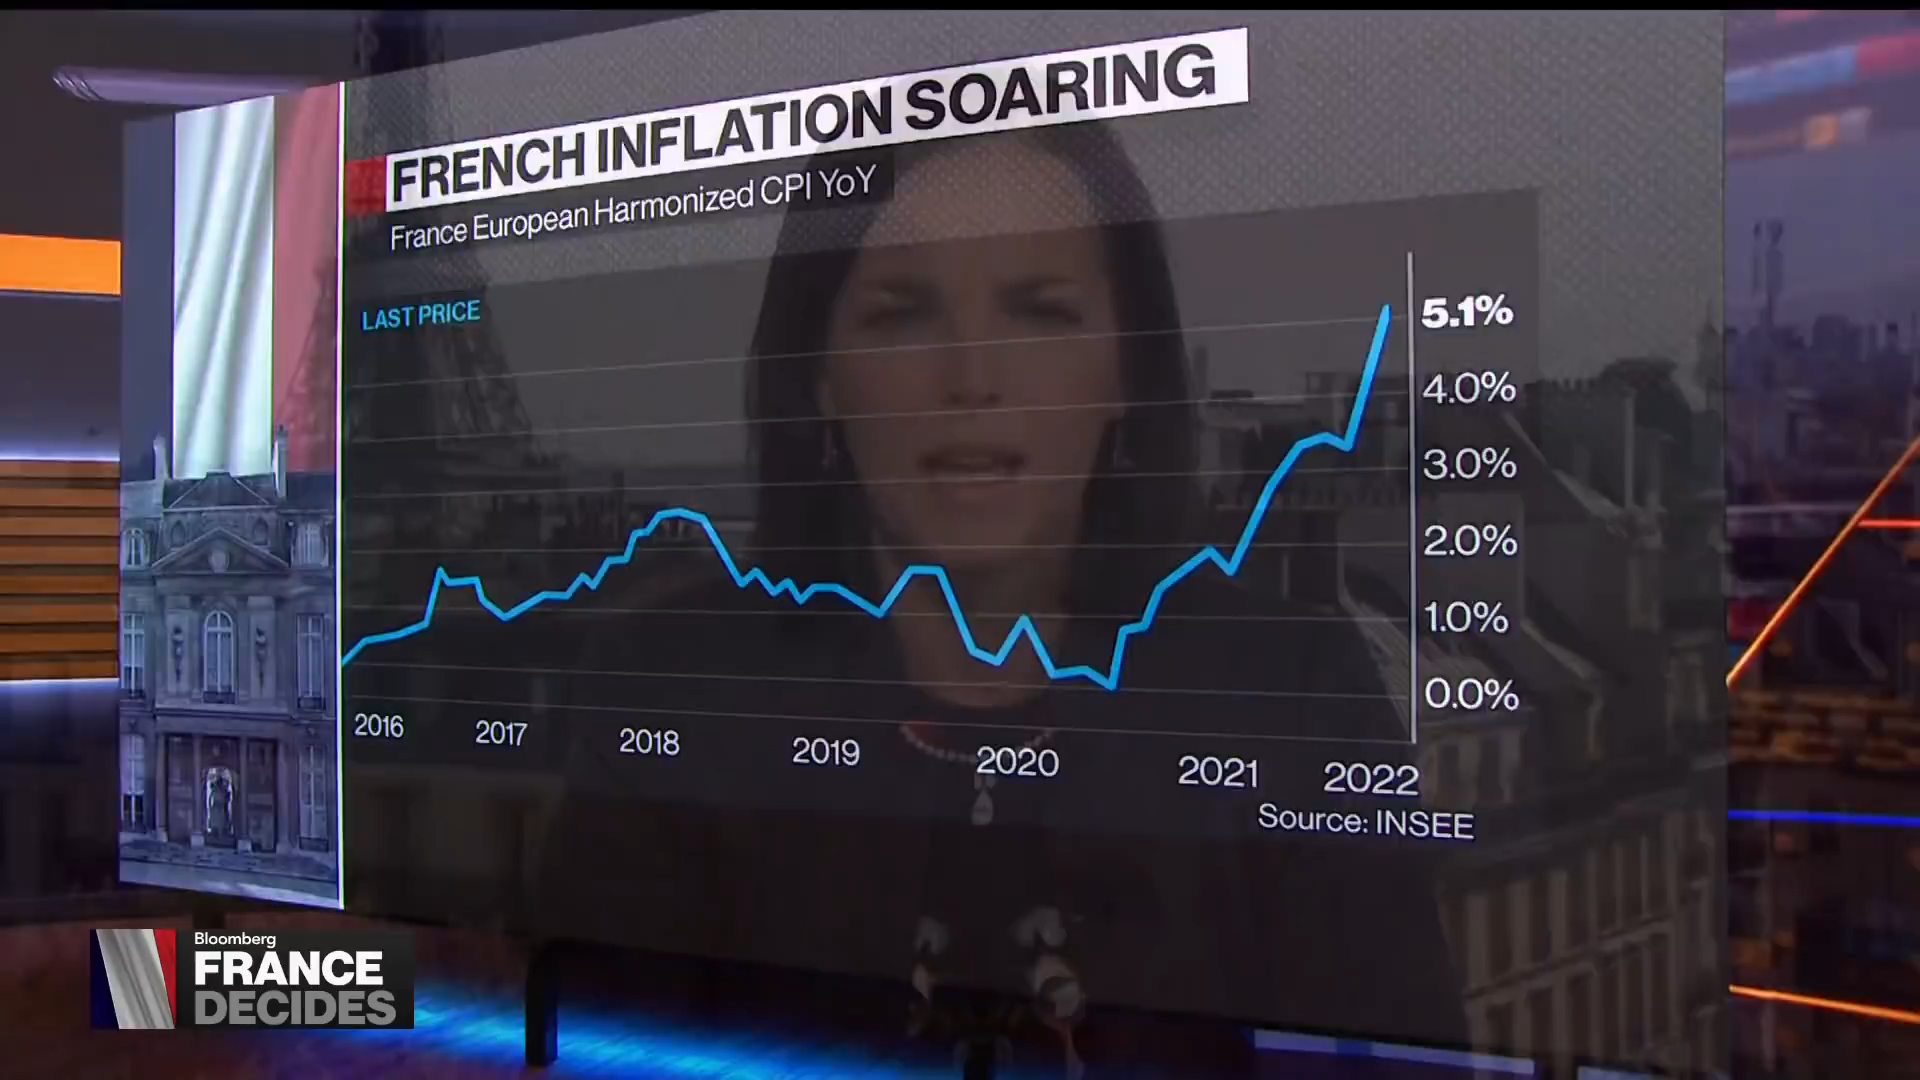 FRENCH INFLATION SOARING
France European Harmonized CPI YoY
LAST PRICE
5.1%
4.0%
3.0%
2.0%
1.0%
0.0%
2016 2017 2018 2019 2020 2021 2022
Source: INSEE
Bloomberg
FRANCE
DECIDES